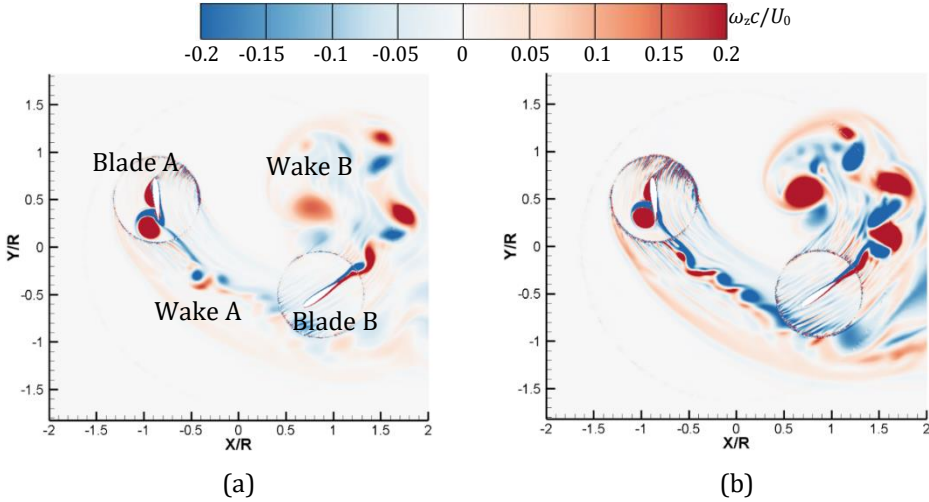 ωzc/U0
-0.2 -0.15 -0.1 -0.05 0 0.05 0.1 0.15 0.2
1.5
1
0.5
0
-0.5
-1
-1.5
Y/R
Blade A
Wake B
Wake A
Blade B
-2 -1.5 -1 -0.5 0 0.5 1 1.5 2
X/R
(a)
1.5
1
0.5
0
-0.5
-1
-1.5
Y/R
-2 -1.5 -1 -0.5 0 0.5 1 1.5 2
X/R
(b)